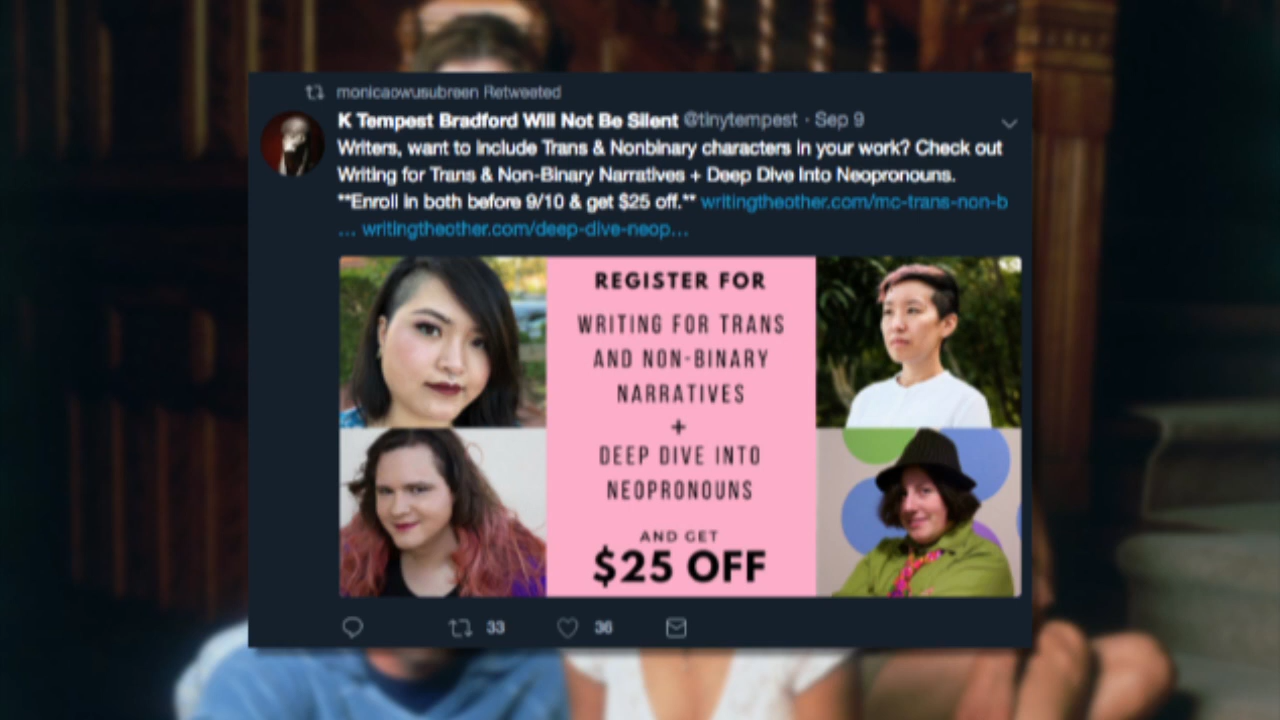 monicaowusubreen Retweeted
K Tempest Bradford Will Not Be Silent @tinytempest · Sep 9
Writers, want to include Trans & Nonbinary characters in your work? Check out
Writing for Trans & Non-Binary Narratives + Deep Dive Into Neopronouns.
**Enroll in both before 9/10 & get $25 off.** writingtheother.com/mc-trans-non-b
… writingtheother.com/deep-dive-neop…
REGISTER FOR
WRITING FOR TRANS
AND NON-BINARY
NARRATIVES
+
DEEP DIVE INTO
NEOPRONOUNS
AND GET
$25 OFF
33 36